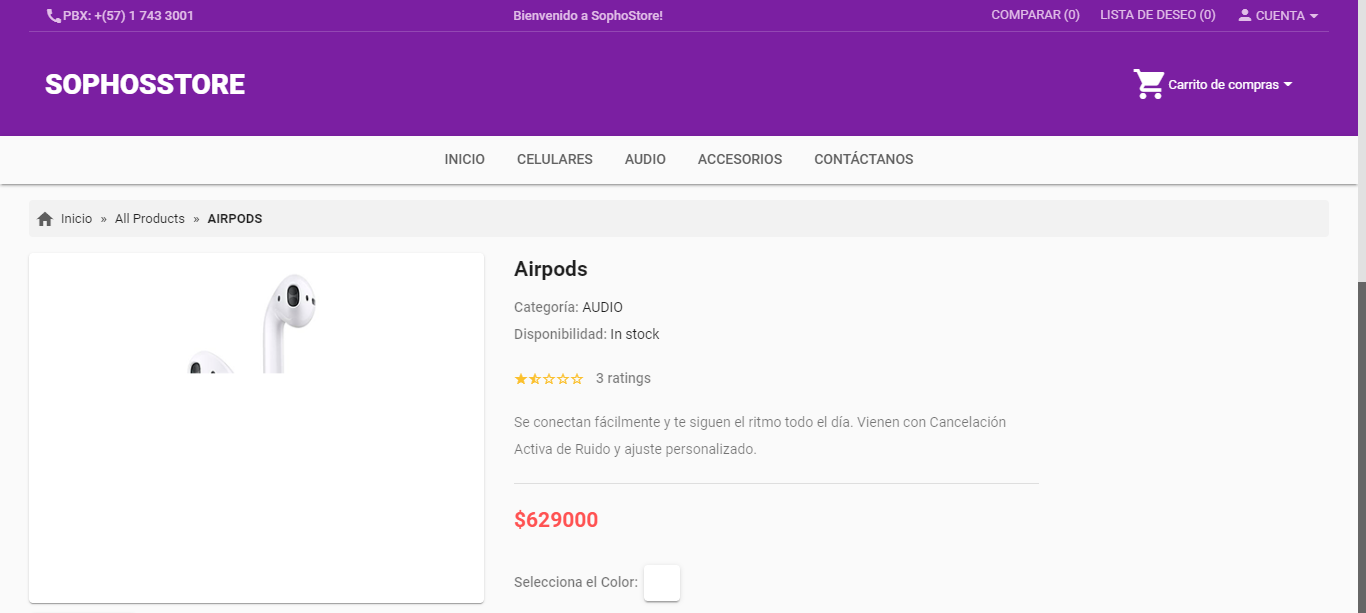 PBX: +(57) 1 743 3001
Bienvenido a SophoStore!
COMPARAR (0)
LISTA DE DESEO (0)
CUENTA
SOPHOSSTORE
Carrito de compras
INICIO
CELULARES
AUDIO
ACCESORIOS
CONTÁCTANOS
Inicio » All Products » AIRPODS
Airpods
Categoría: AUDIO
Disponibilidad: In stock
3 ratings
Se conectan fácilmente y te siguen el ritmo todo el día. Vienen con Cancelación
Activa de Ruido y ajuste personalizado.
$629000
Selecciona el Color: